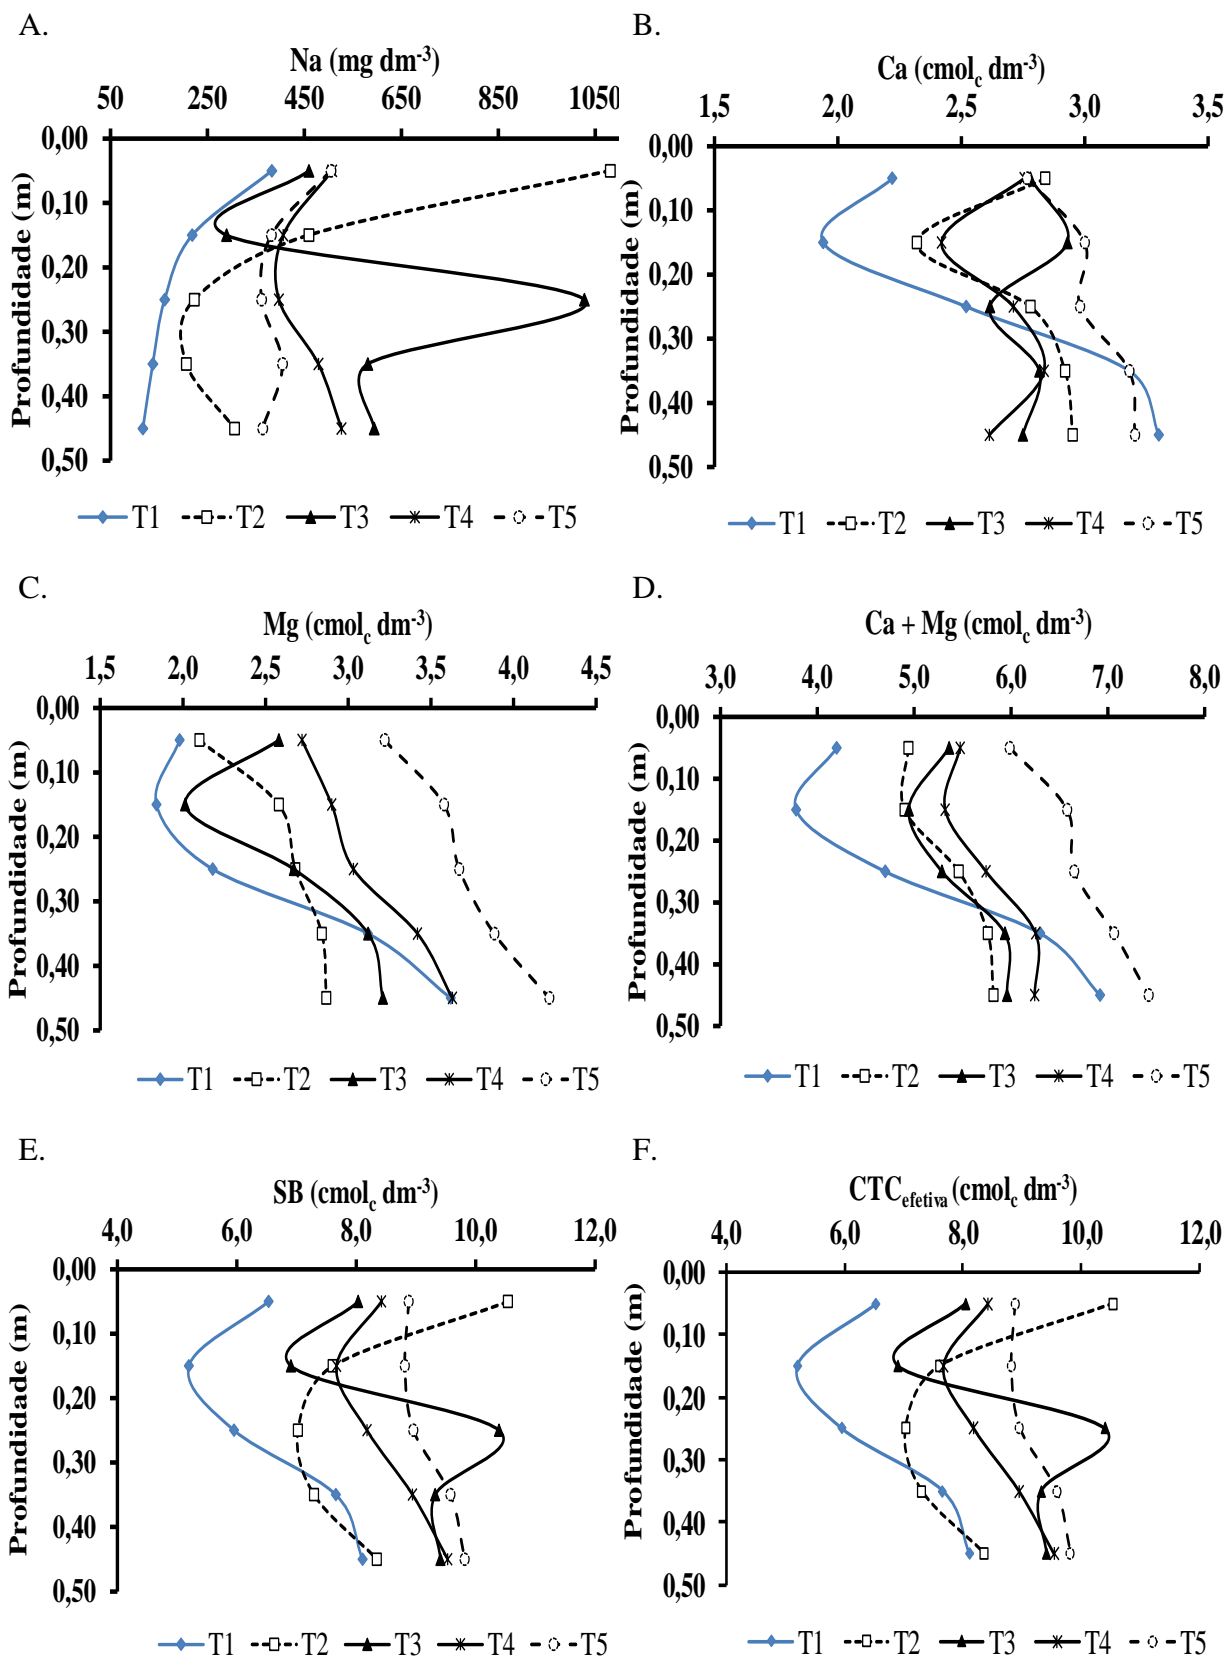 A.
Na (mg dm-3)
50 250 450 650 850 1050
0,00
0,10
0,20
0,30
0,40
0,50
Profundidade (m)
T1 T2 T3 T4 T5
B.
Ca (cmolc dm-3)
1,5 2,0 2,5 3,0 3,5
0,00
0,10
0,20
0,30
0,40
0,50
Profundidade (m)
T1 T2 T3 T4 T5
C.
Mg (cmolc dm-3)
1,5 2,0 2,5 3,0 3,5 4,0 4,5
0,00
0,10
0,20
0,30
0,40
0,50
Profundidade (m)
T1 T2 T3 T4 T5
D.
Ca + Mg (cmolc dm-3)
3,0 4,0 5,0 6,0 7,0 8,0
0,00
0,10
0,20
0,30
0,40
0,50
Profundidade (m)
T1 T2 T3 T4 T5
E.
SB (cmolc dm-3)
4,0 6,0 8,0 10,0 12,0
0,00
0,10
0,20
0,30
0,40
0,50
Profundidade (m)
T1 T2 T3 T4 T5
F.
CTCefetiva (cmolc dm-3)
4,0 6,0 8,0 10,0 12,0
0,00
0,10
0,20
0,30
0,40
0,50
Profundidade (m)
T1 T2 T3 T4 T5